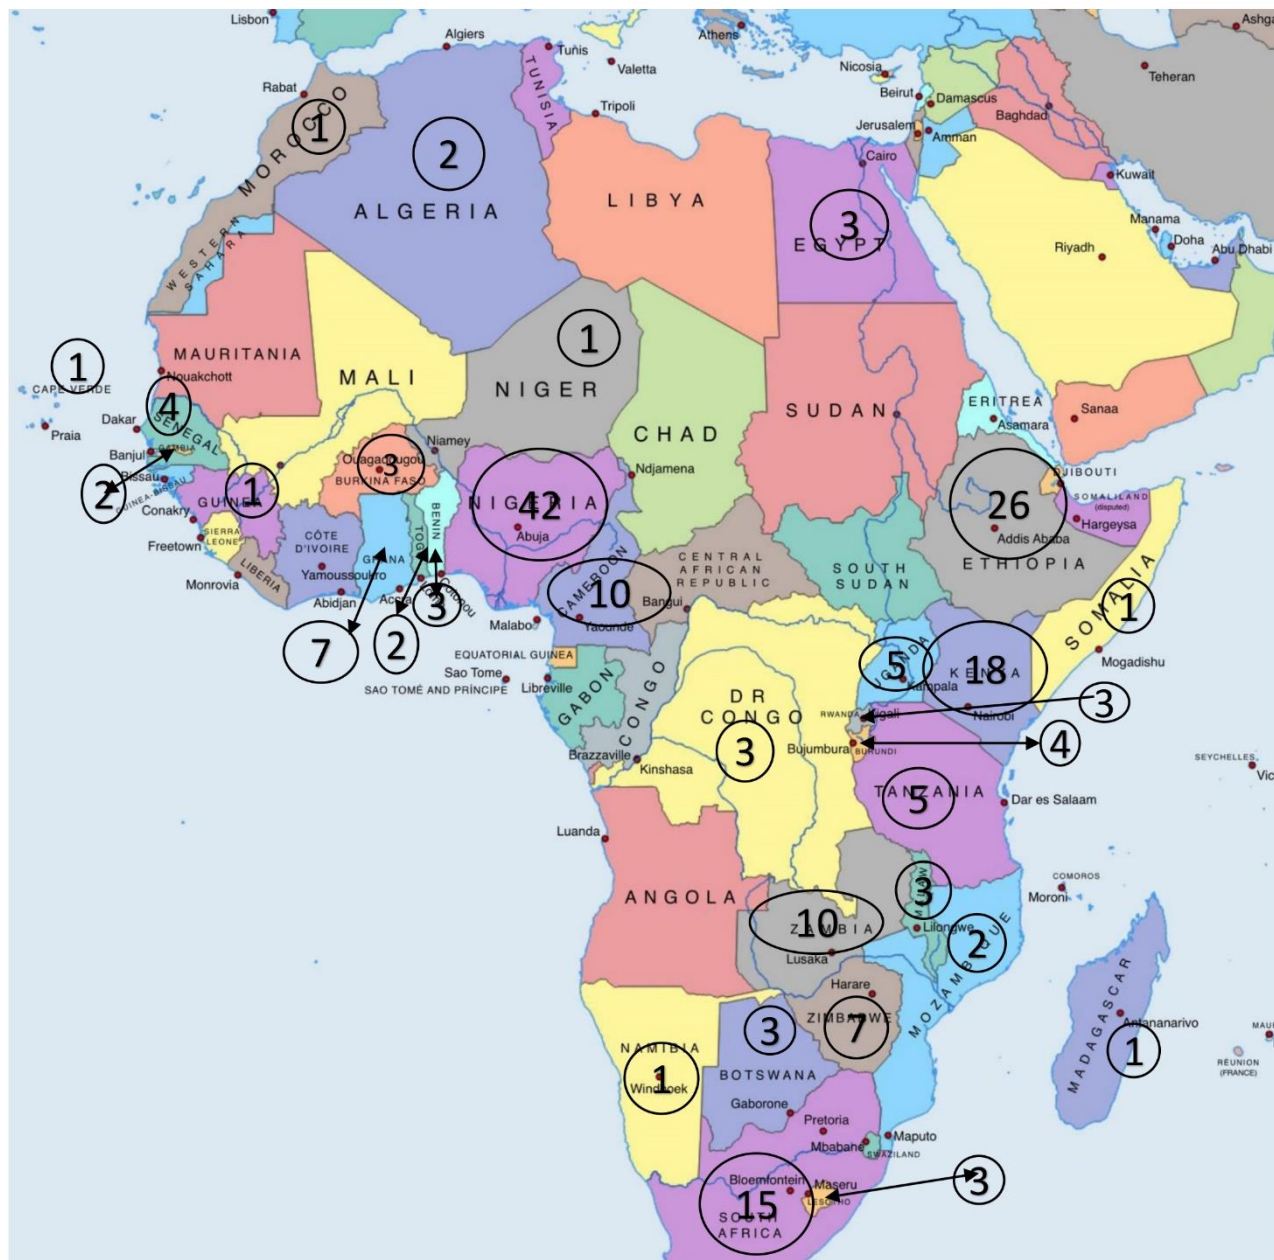 Lisbon
Algiers
Tunis
Athens
Ashga
Valetta
Nicosia
Teheran
Rabat
TUNISIA
Tripoli
Beirut
Damascus
Baghdad
MOROCCO
1
2
Jerusalem
Amman
Cairo
Kuwait
ALGERIA
LIBYA
3
EGYPT
Manama
Doha
Abu Dhabi
Riyadh
WESTERN
SAHARA
1
MAURITANIA
Nouakchott
1
CAPE VERDE
MALI
NIGER
4
SENEGAL
Dakar
Praia
SUDAN
ERITREA
Asamara
Sanaa
CHAD
Banjul
GAMBIA
Niamey
Ouagadougou
3
BURKINA FASO
Ndjamena
DJIBOUTI
2
Bissau
GUINEA-BISSAU
1
GUINEA
42
NIGERIA
Abuja
26
Addis Ababa
ETHIOPIA
SOMALILAND
(disputed)
Hargeysa
Conakry
SIERRA
LEONE
Freetown
CÔTE
D'IVOIRE
Yamoussoukro
GHANA
TOGO
BENIN
LIBERIA
Monrovia
Abidjan
Accra
Lome
Cotonou
3
CENTRAL
AFRICAN
REPUBLIC
SOUTH
SUDAN
10
CAMEROON
Yaounde
Bangui
Malabo
SOMALIA
1
7
2
EQUATORIAL GUINEA
Sao Tome
SAO TOMÉ AND PRÍNCIPE
Libreville
GABON
CONGO
5
UGANDA
Kampala
18
KENYA
Nairobi
Mogadishu
DR
CONGO
3
RWANDA
Kigali
3
Bujumbura
BURUNDI
4
Brazzaville
Kinshasa
SEYCHELLES
Vic
TANZANIA
5
Dar es Salaam
Luanda
ANGOLA
3
MALAWI
Lilongwe
COMOROS
Moroni
10
ZAMBIA
Lusaka
2
MOZAMBIQUE
Harare
ZIMBABWE
7
3
MADAGASCAR
Antananarivo
1
MAU
RÉUNION
(FRANCE)
NAMIBIA
1
Windhoek
BOTSWANA
Gaborone
Pretoria
Mbabane
Maputo
SWAZILAND
Bloemfontein
Maseru
LESOTHO
3
15
SOUTH
AFRICA